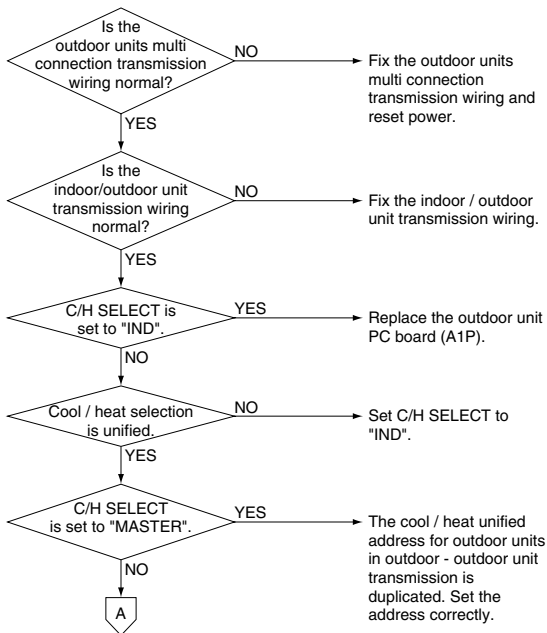 Is the
outdoor units multi
connection transmission
wiring normal?
NO
Fix the outdoor units
multi connection
transmission wiring and
reset power.
YES
Is the
indoor/outdoor unit
transmission wiring
normal?
NO
Fix the indoor / outdoor
unit transmission wiring.
YES
C/H SELECT is
set to "IND".
YES
Replace the outdoor unit
PC board (A1P).
NO
Cool / heat selection
is unified.
NO
Set C/H SELECT to
"IND".
YES
C/H SELECT
is set to "MASTER".
YES
The cool / heat unified
address for outdoor units
in outdoor - outdoor unit
transmission is
duplicated. Set the
address correctly.
NO
A